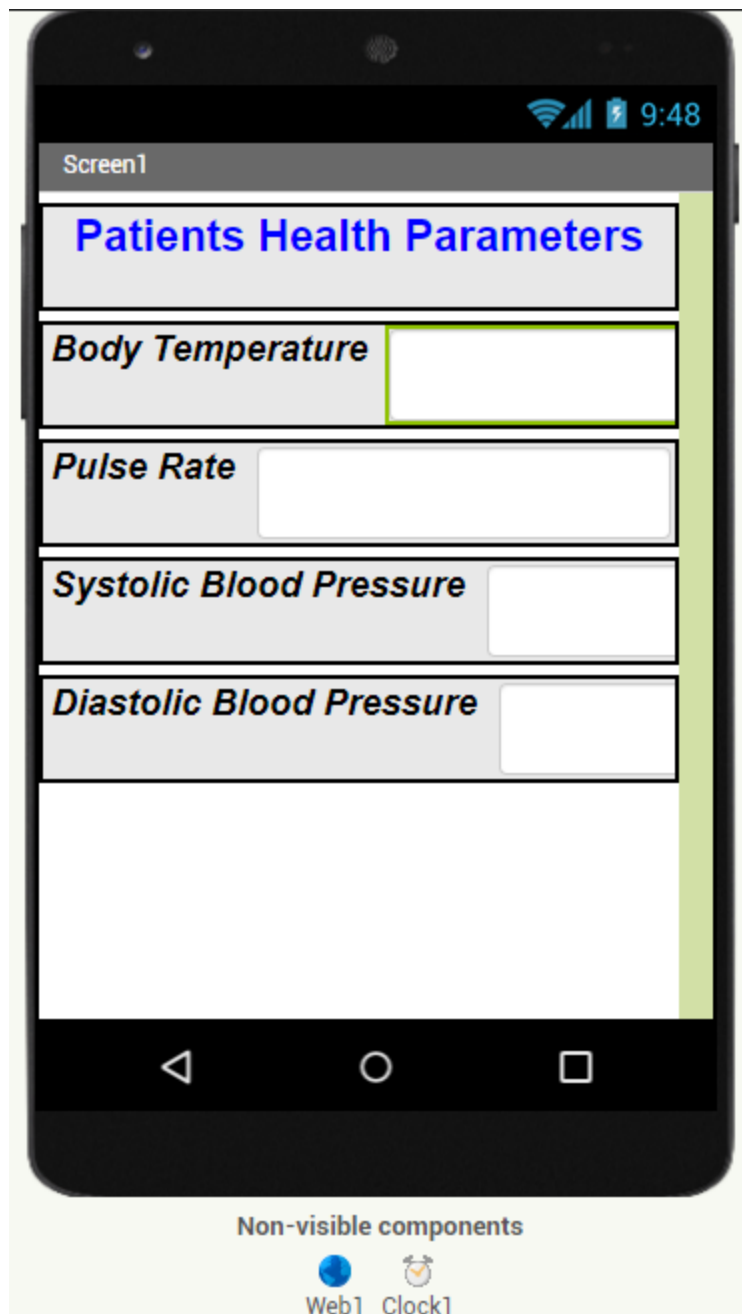 9:48
Screen1
Patients Health Parameters
Body Temperature
Pulse Rate
Systolic Blood Pressure
Diastolic Blood Pressure
Non-visible components
Web1 Clock1